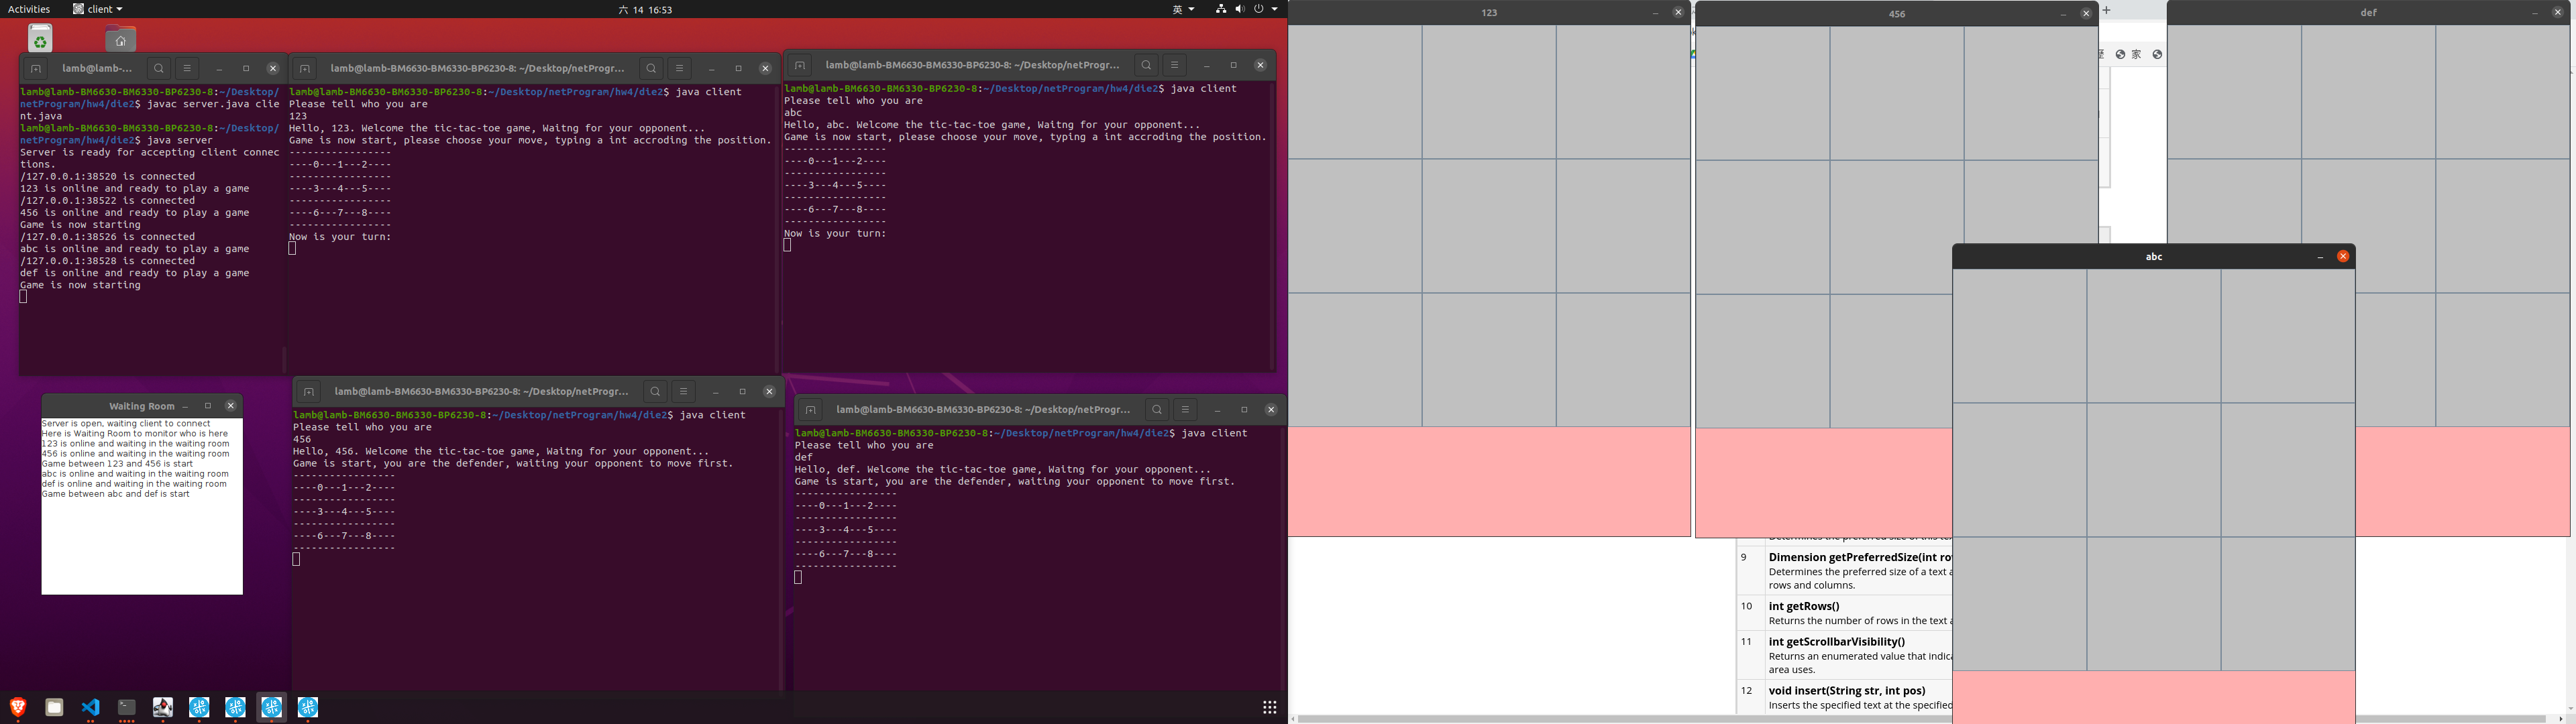 Activities
client
六 14 16:53
英
lamb@lamb-...
lamb@lamb-BM6630-BM6330-BP6230-8:~/Desktop/
netProgram/hw4/die2$ javac server.java clie
nt.java
lamb@lamb-BM6630-BM6330-BP6230-8:~/Desktop/
netProgram/hw4/die2$ java server
Server is ready for accepting client connec
tions.
/127.0.0.1:38520 is connected
123 is online and ready to play a game
/127.0.0.1:38522 is connected
456 is online and ready to play a game
Game is now starting
/127.0.0.1:38526 is connected
abc is online and ready to play a game
/127.0.0.1:38528 is connected
def is online and ready to play a game
Game is now starting
lamb@lamb-BM6630-BM6330-BP6230-8: ~/Desktop/netProgr...
lamb@lamb-BM6630-BM6330-BP6230-8:~/Desktop/netProgram/hw4/die2$ java client
Please tell who you are
123
Hello, 123. Welcome the tic-tac-toe game, Waitng for your opponent...
Game is now start, please choose your move, typing a int accroding the position.
-----------------
----0---1---2----
-----------------
----3---4---5----
-----------------
----6---7---8----
-----------------
Now is your turn:
lamb@lamb-BM6630-BM6330-BP6230-8: ~/Desktop/netProgr...
lamb@lamb-BM6630-BM6330-BP6230-8:~/Desktop/netProgram/hw4/die2$ java client
Please tell who you are
abc
Hello, abc. Welcome the tic-tac-toe game, Waitng for your opponent...
Game is now start, please choose your move, typing a int accroding the position.
-----------------
----0---1---2----
-----------------
----3---4---5----
-----------------
----6---7---8----
-----------------
Now is your turn:
Waiting Room
Server is open, waiting client to connect
Here is Waiting Room to monitor who is here
123 is online and waiting in the waiting room
456 is online and waiting in the waiting room
Game between 123 and 456 is start
abc is online and waiting in the waiting room
def is online and waiting in the waiting room
Game between abc and def is start
lamb@lamb-BM6630-BM6330-BP6230-8: ~/Desktop/netProgr...
lamb@lamb-BM6630-BM6330-BP6230-8:~/Desktop/netProgram/hw4/die2$ java client
Please tell who you are
456
Hello, 456. Welcome the tic-tac-toe game, Waitng for your opponent...
Game is start, you are the defender, waiting your opponent to move first.
-----------------
----0---1---2----
-----------------
----3---4---5----
-----------------
----6---7---8----
-----------------
lamb@lamb-BM6630-BM6330-BP6230-8: ~/Desktop/netProgr...
lamb@lamb-BM6630-BM6330-BP6230-8:~/Desktop/netProgram/hw4/die2$ java client
Please tell who you are
def
Hello, def. Welcome the tic-tac-toe game, Waitng for your opponent...
Game is start, you are the defender, waiting your opponent to move first.
-----------------
----0---1---2----
-----------------
----3---4---5----
-----------------
----6---7---8----
-----------------
123
456
def
家
abc
9 Dimension getPreferredSize(int
Determines the preferred size of a text
rows and columns.
10 int getRows()
Returns the number of rows in the text
11 int getScrollbarVisibility()
Returns an enumerated value that
area uses.
12 void insert(String str, int pos)
Inserts the specified text at the specified